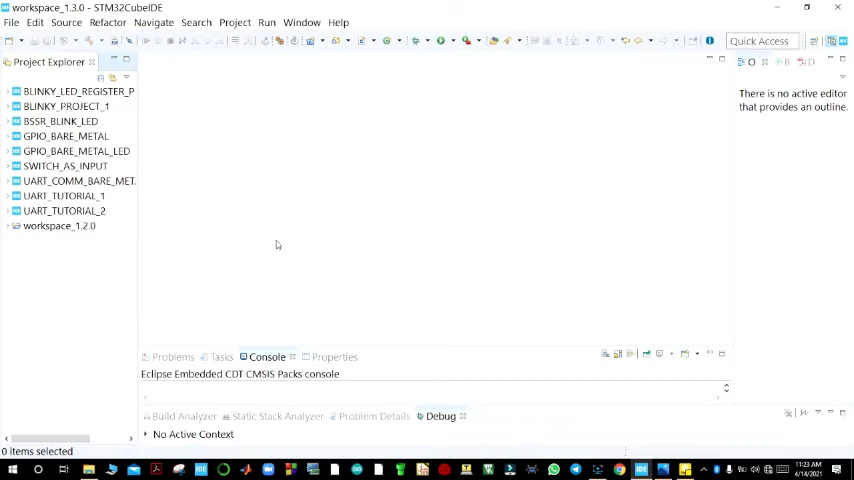 workspace_1.3.0 - STM32CubeIDE
File Edit Source Refactor Navigate Search Project Run Window Help
Quick Access
Project Explorer
BLINKY_LED_REGISTER_P
BLINKY_PROJECT_1
BSSR_BLINK_LED
GPIO_BARE_METAL
GPIO_BARE_METAL_LED
SWITCH_AS_INPUT
UART_COMM_BARE_MET.
UART_TUTORIAL_1
UART_TUTORIAL_2
workspace_1.2.0
O B D
There is no active editor
that provides an outline.
Problems Tasks Console Properties
Eclipse Embedded CDT CMSIS Packs console
Build Analyzer Static Stack Analyzer Problem Details Debug
No Active Context
0 items selected
11:23 AM
4/14/2021